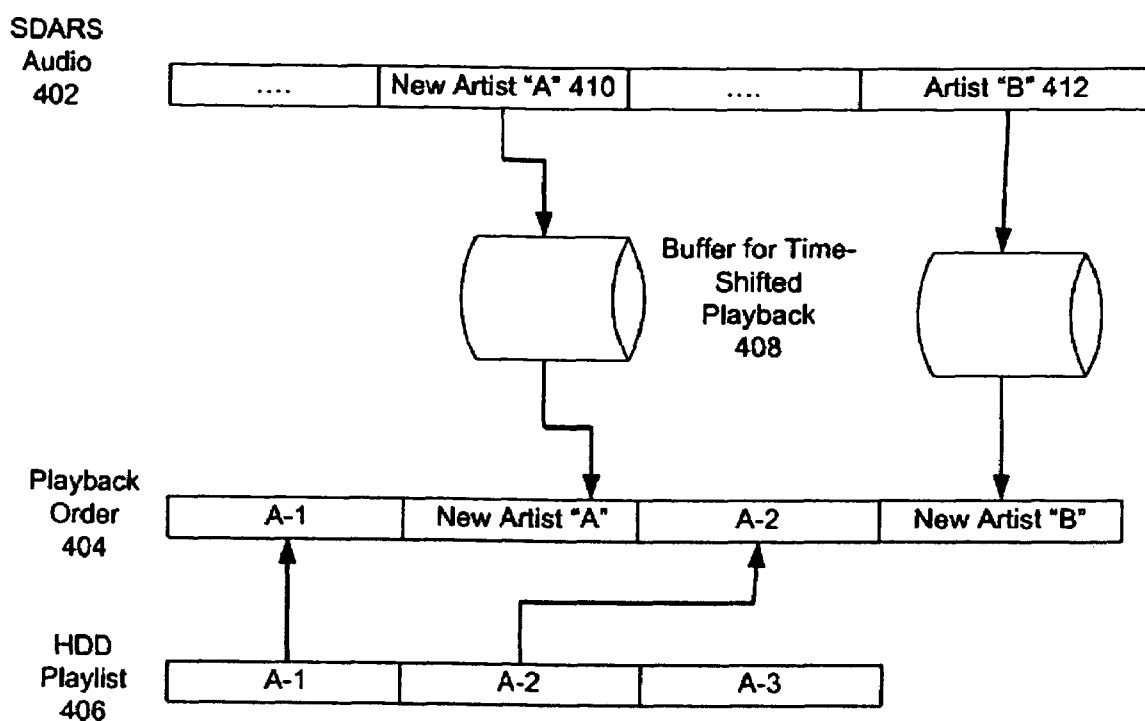 SDARS
Audio
402
.... New Artist "A" 410 .... Artist "B" 412
Buffer for Time-
Shifted
Playback
408
Playback
Order
404
A-1 New Artist "A" A-2 New Artist "B"
HDD
Playlist
406
A-1 A-2 A-3